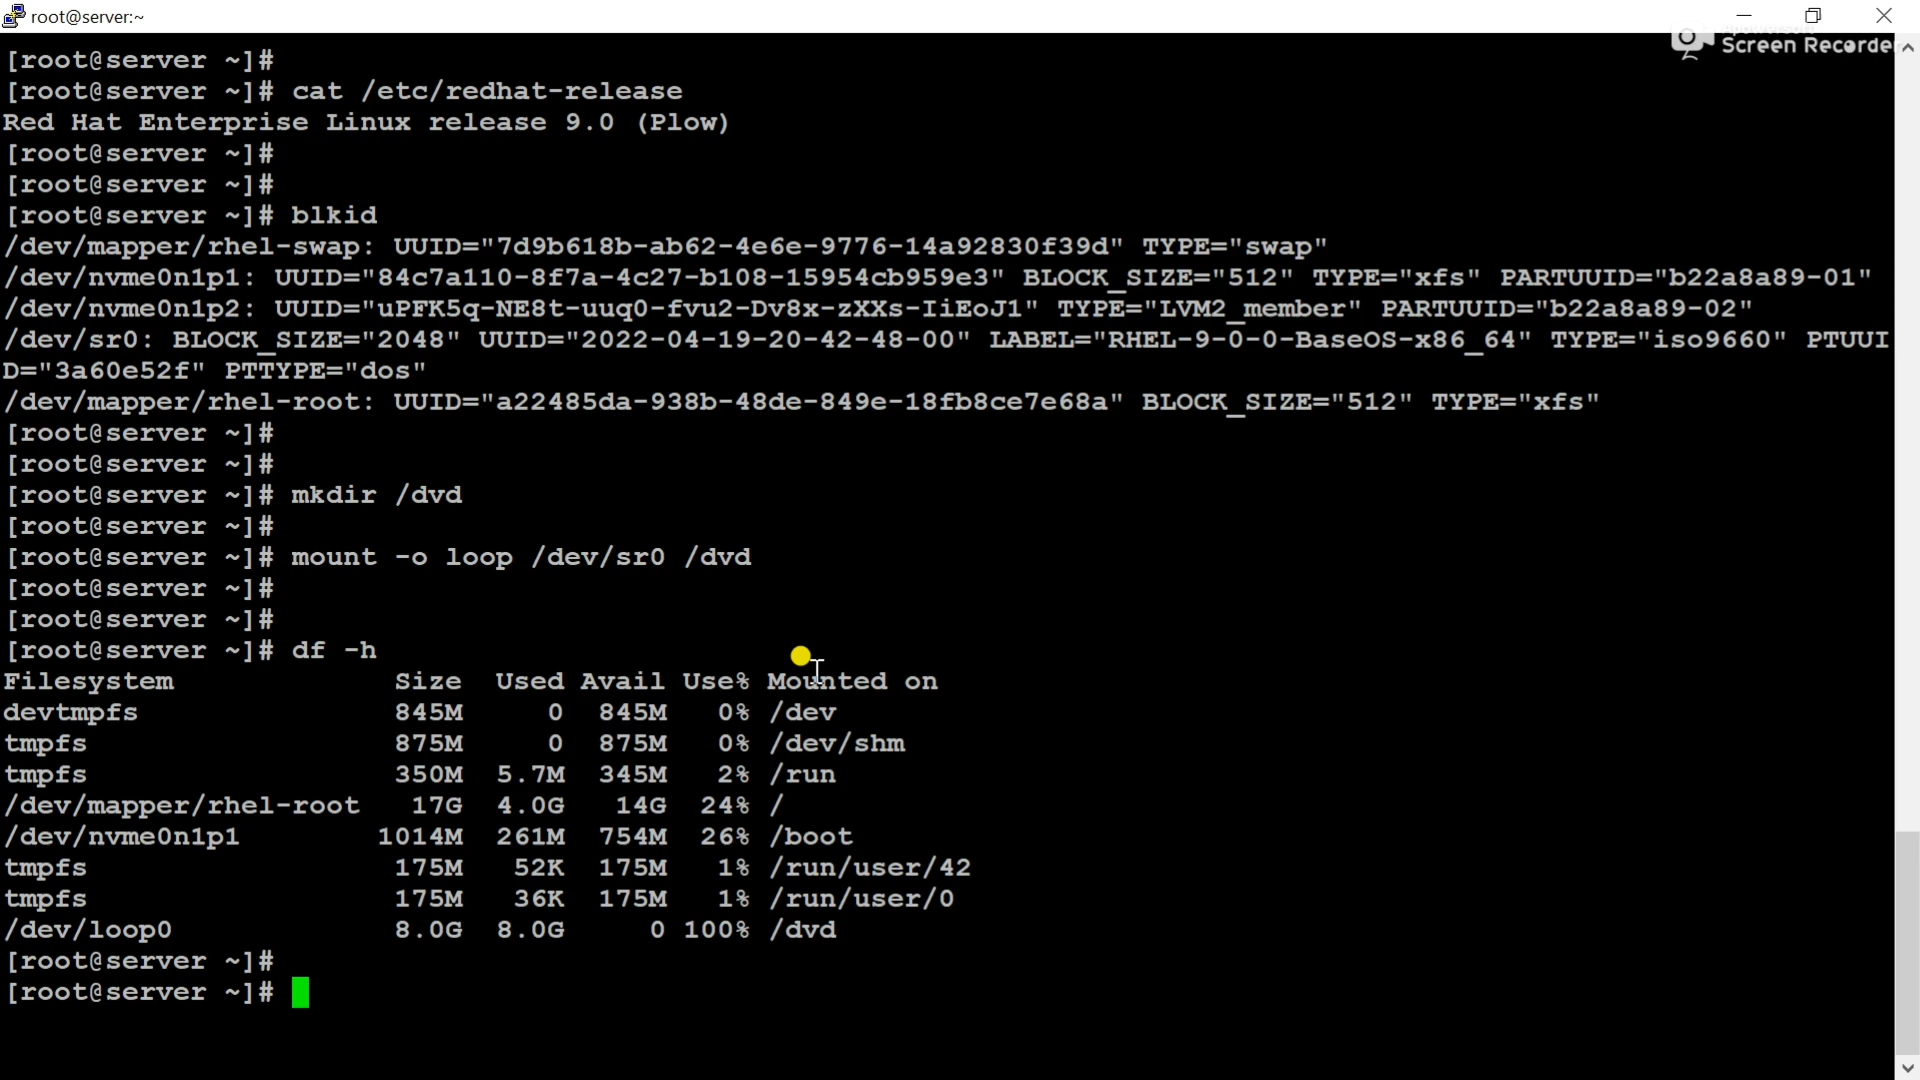 root@server:~
Screen Recorder
[root@server ~]#
[root@server ~]# cat /etc/redhat-release
Red Hat Enterprise Linux release 9.0 (Plow)
[root@server ~]#
[root@server ~]#
[root@server ~]# blkid
/dev/mapper/rhel-swap: UUID="7d9b618b-ab62-4e6e-9776-14a92830f39d" TYPE="swap"
/dev/nvme0n1p1: UUID="84c7a110-8f7a-4c27-b108-15954cb959e3" BLOCK_SIZE="512" TYPE="xfs" PARTUUID="b22a8a89-01"
/dev/nvme0n1p2: UUID="uPFK5q-NE8t-uuq0-fvu2-Dv8x-zXXs-IiEoJ1" TYPE="LVM2_member" PARTUUID="b22a8a89-02"
/dev/sr0: BLOCK_SIZE="2048" UUID="2022-04-19-20-42-48-00" LABEL="RHEL-9-0-0-BaseOS-x86_64" TYPE="iso9660" PTUUI
D="3a60e52f" PTTYPE="dos"
/dev/mapper/rhel-root: UUID="a22485da-938b-48de-849e-18fb8ce7e68a" BLOCK_SIZE="512" TYPE="xfs"
[root@server ~]#
[root@server ~]#
[root@server ~]# mkdir /dvd
[root@server ~]#
[root@server ~]# mount -o loop /dev/sr0 /dvd
[root@server ~]#
[root@server ~]#
[root@server ~]# df -h
Filesystem             Size  Used Avail Use% Mounted on
devtmpfs               845M     0  845M   0% /dev
tmpfs                  875M     0  875M   0% /dev/shm
tmpfs                  350M  5.7M  345M   2% /run
/dev/mapper/rhel-root   17G  4.0G   14G  24% /
/dev/nvme0n1p1        1014M  261M  754M  26% /boot
tmpfs                  175M   52K  175M   1% /run/user/42
tmpfs                  175M   36K  175M   1% /run/user/0
/dev/loop0             8.0G  8.0G     0 100% /dvd
[root@server ~]#
[root@server ~]#